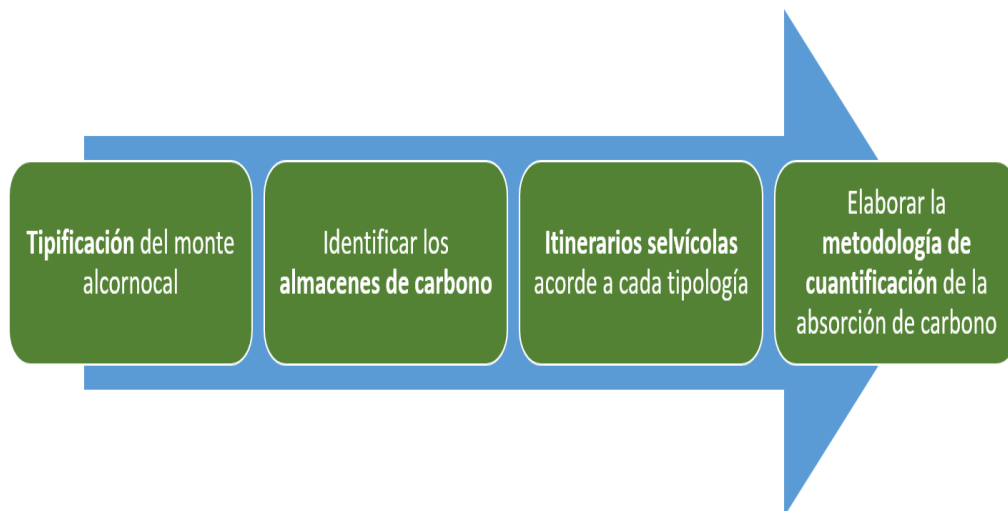 Tipificación del monte
alcornocal
Identificar los
almacenes de carbono
Itinerarios selvícolas
acorde a cada tipología
Elaborar la
metodología de
cuantificación de la
absorción de carbono